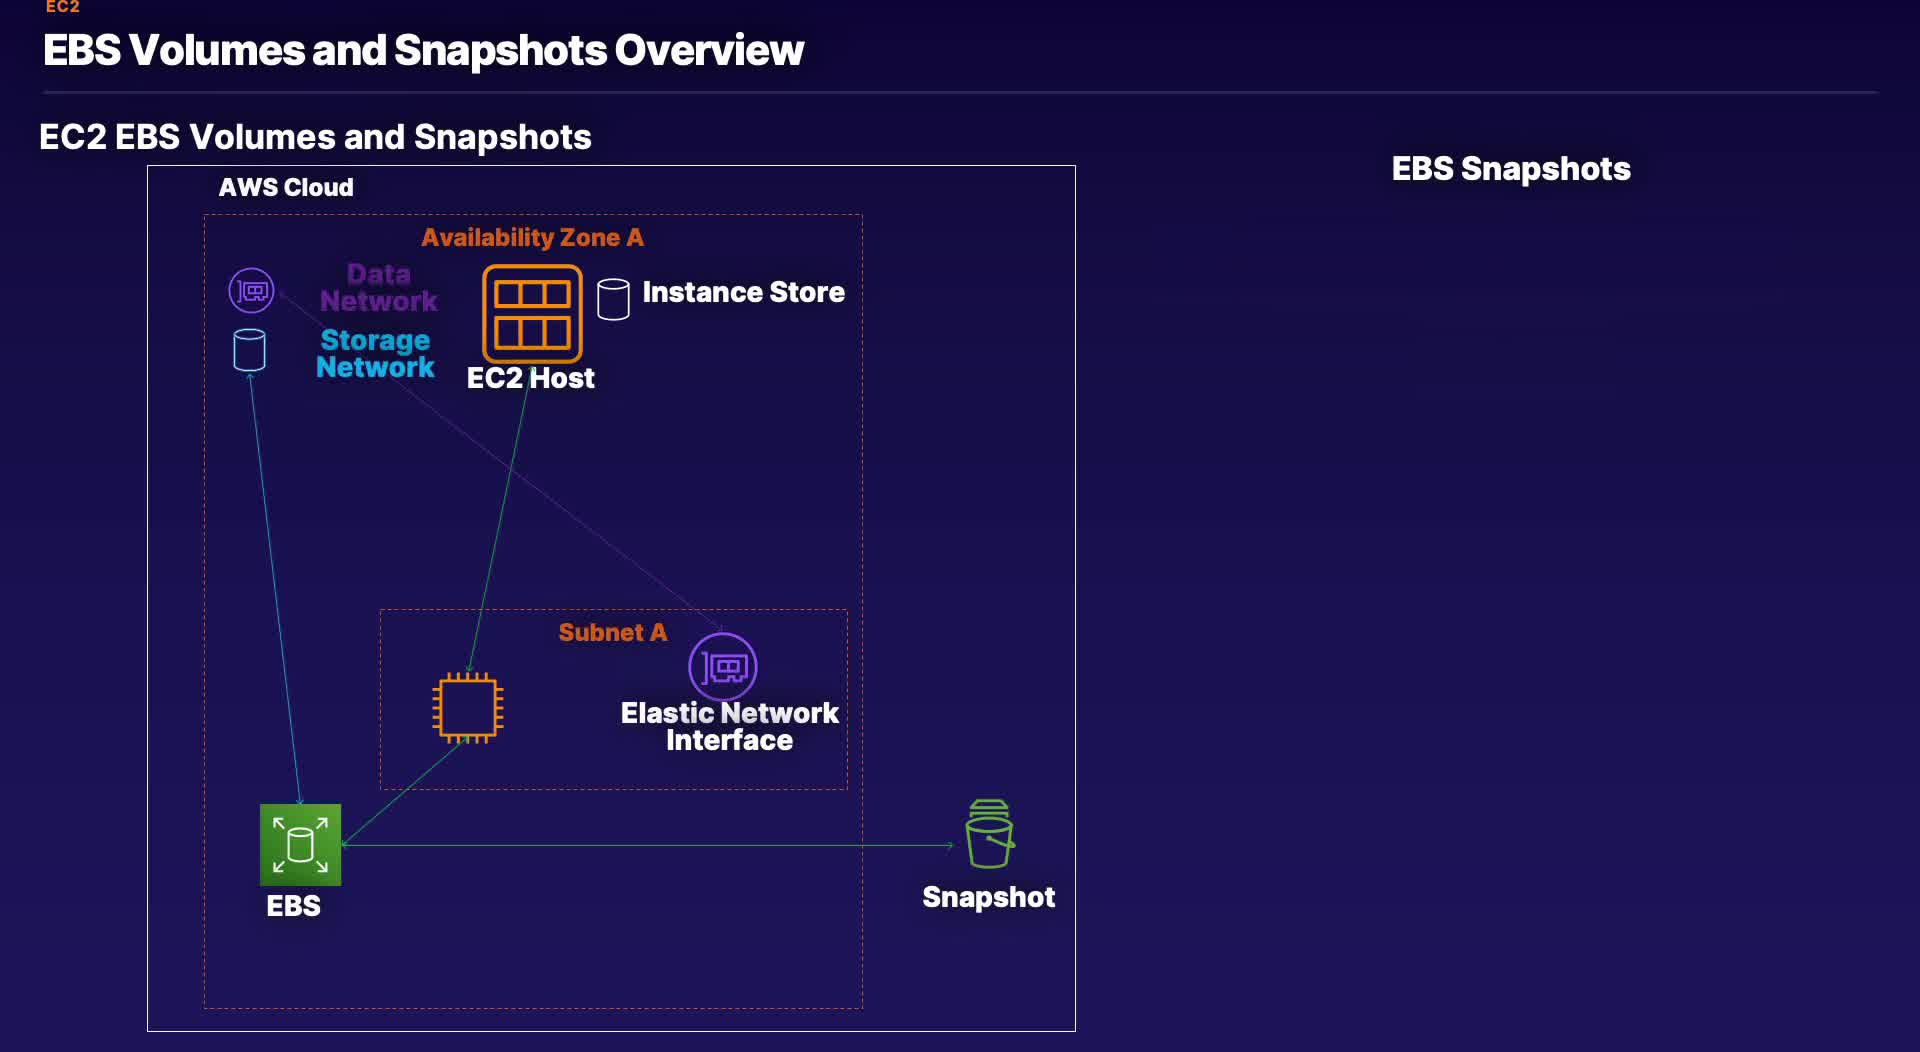 EC2
EBS Volumes and Snapshots Overview
EC2 EBS Volumes and Snapshots
EBS Snapshots
AWS Cloud
Availability Zone A
Data
Network
Instance Store
Storage
Network
EC2 Host
Subnet A
Elastic Network
Interface
EBS
Snapshot